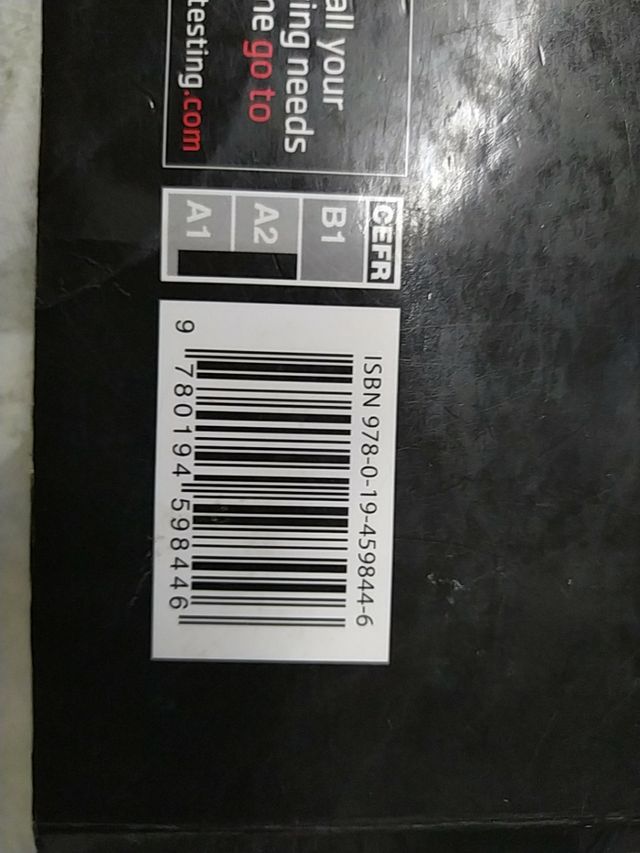 all your
ing needs
ne go to
testing.com
CEFR
B1
A2
A1
ISBN 978-0-19-459844-6
9 780194 598446